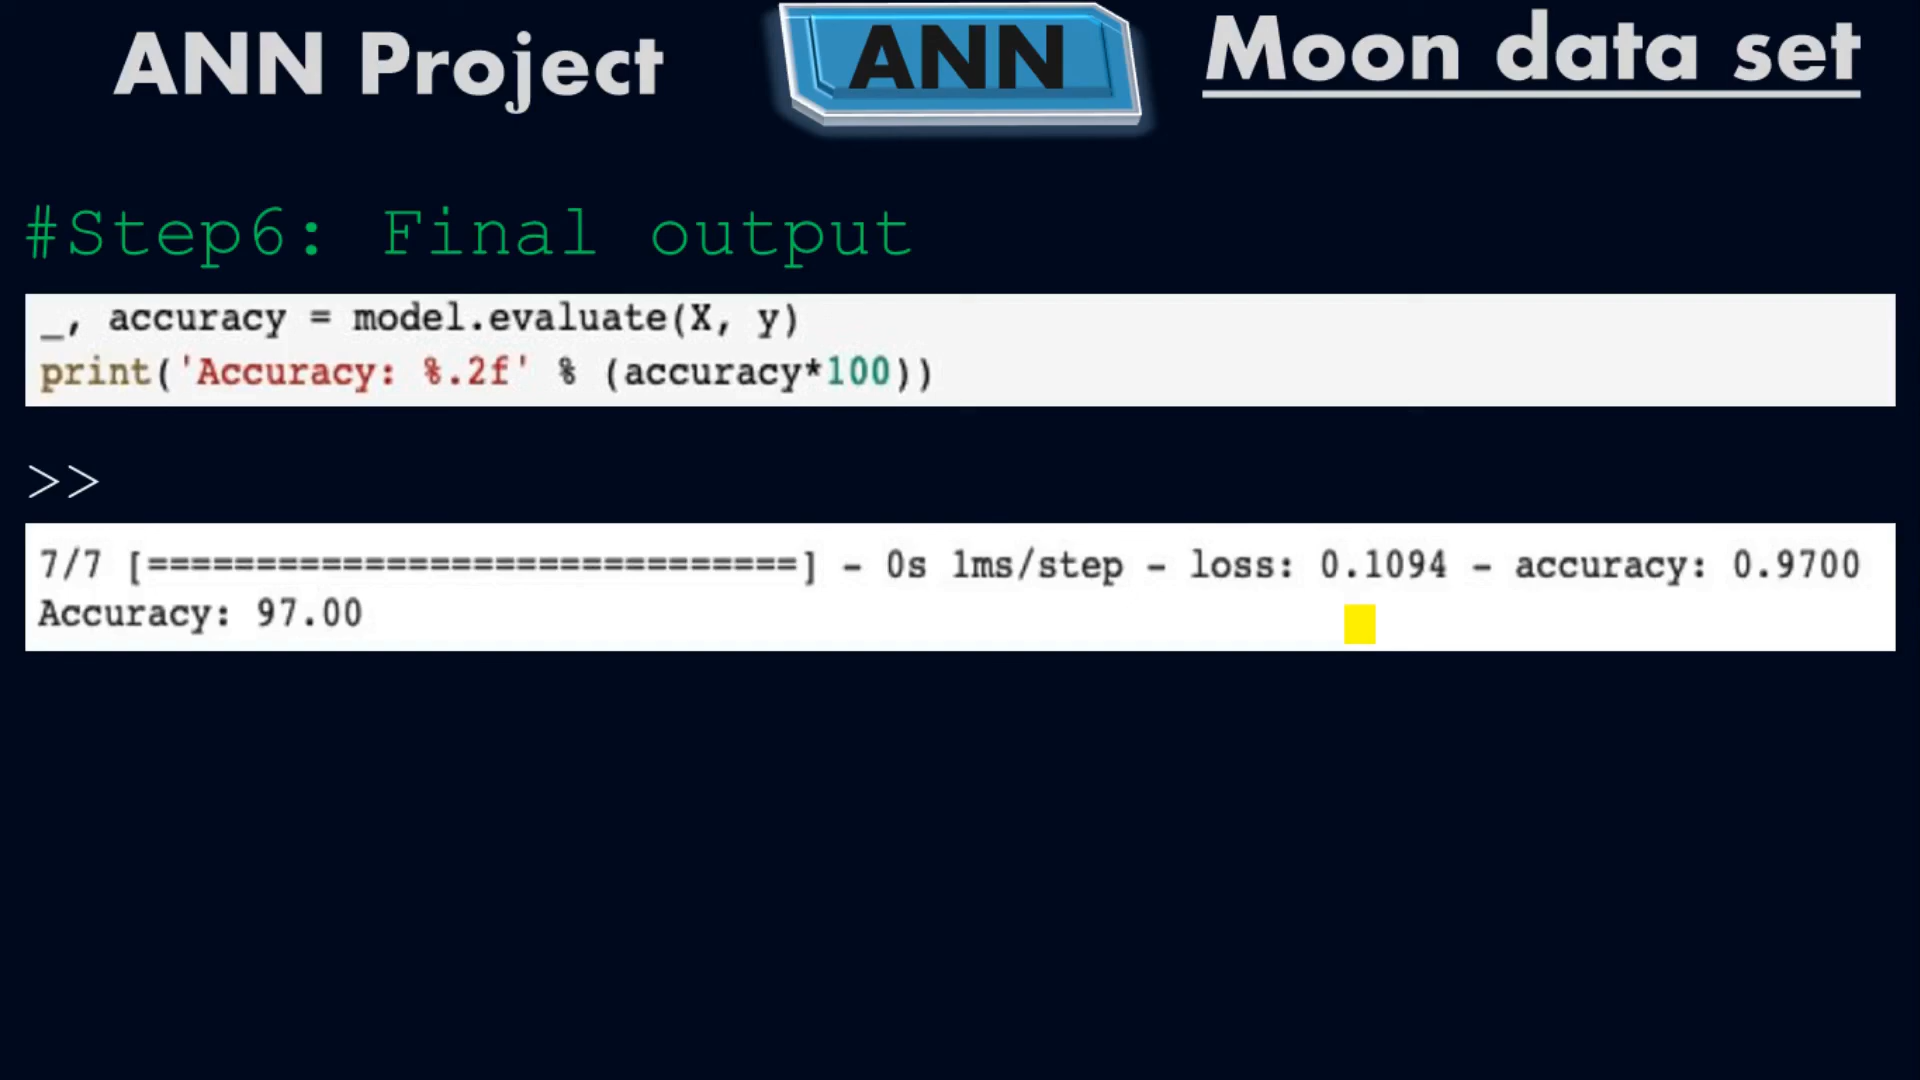 ANN Project
ANN
Moon data set
#Step6: Final output
_, accuracy = model.evaluate(X, y)
print('Accuracy: %.2f' % (accuracy*100))
>>
7/7 [==============================] - 0s 1ms/step - loss: 0.1094 - accuracy: 0.9700
Accuracy: 97.00